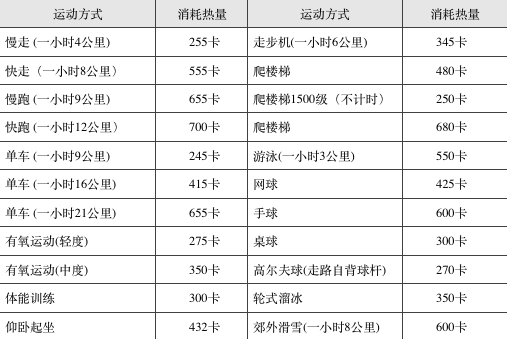 运动方式 消耗热量 运动方式 消耗热量
慢走 (一小时4公里) 255卡 走步机(一小时6公里) 345卡
快走（一小时8公里） 555卡 爬楼梯 480卡
慢跑 (一小时9公里) 655卡 爬楼梯1500级（不计时） 250卡
快跑 (一小时12公里） 700卡 爬楼梯 680卡
单车 (一小时9公里) 245卡 游泳(一小时3公里) 550卡
单车 (一小时16公里) 415卡 网球 425卡
单车 (一小时21公里) 655卡 手球 600卡
有氧运动(轻度) 275卡 桌球 300卡
有氧运动(中度) 350卡 高尔夫球(走路自背球杆) 270卡
体能训练 300卡 轮式溜冰 350卡
仰卧起坐 432卡 郊外滑雪(一小时8公里) 600卡